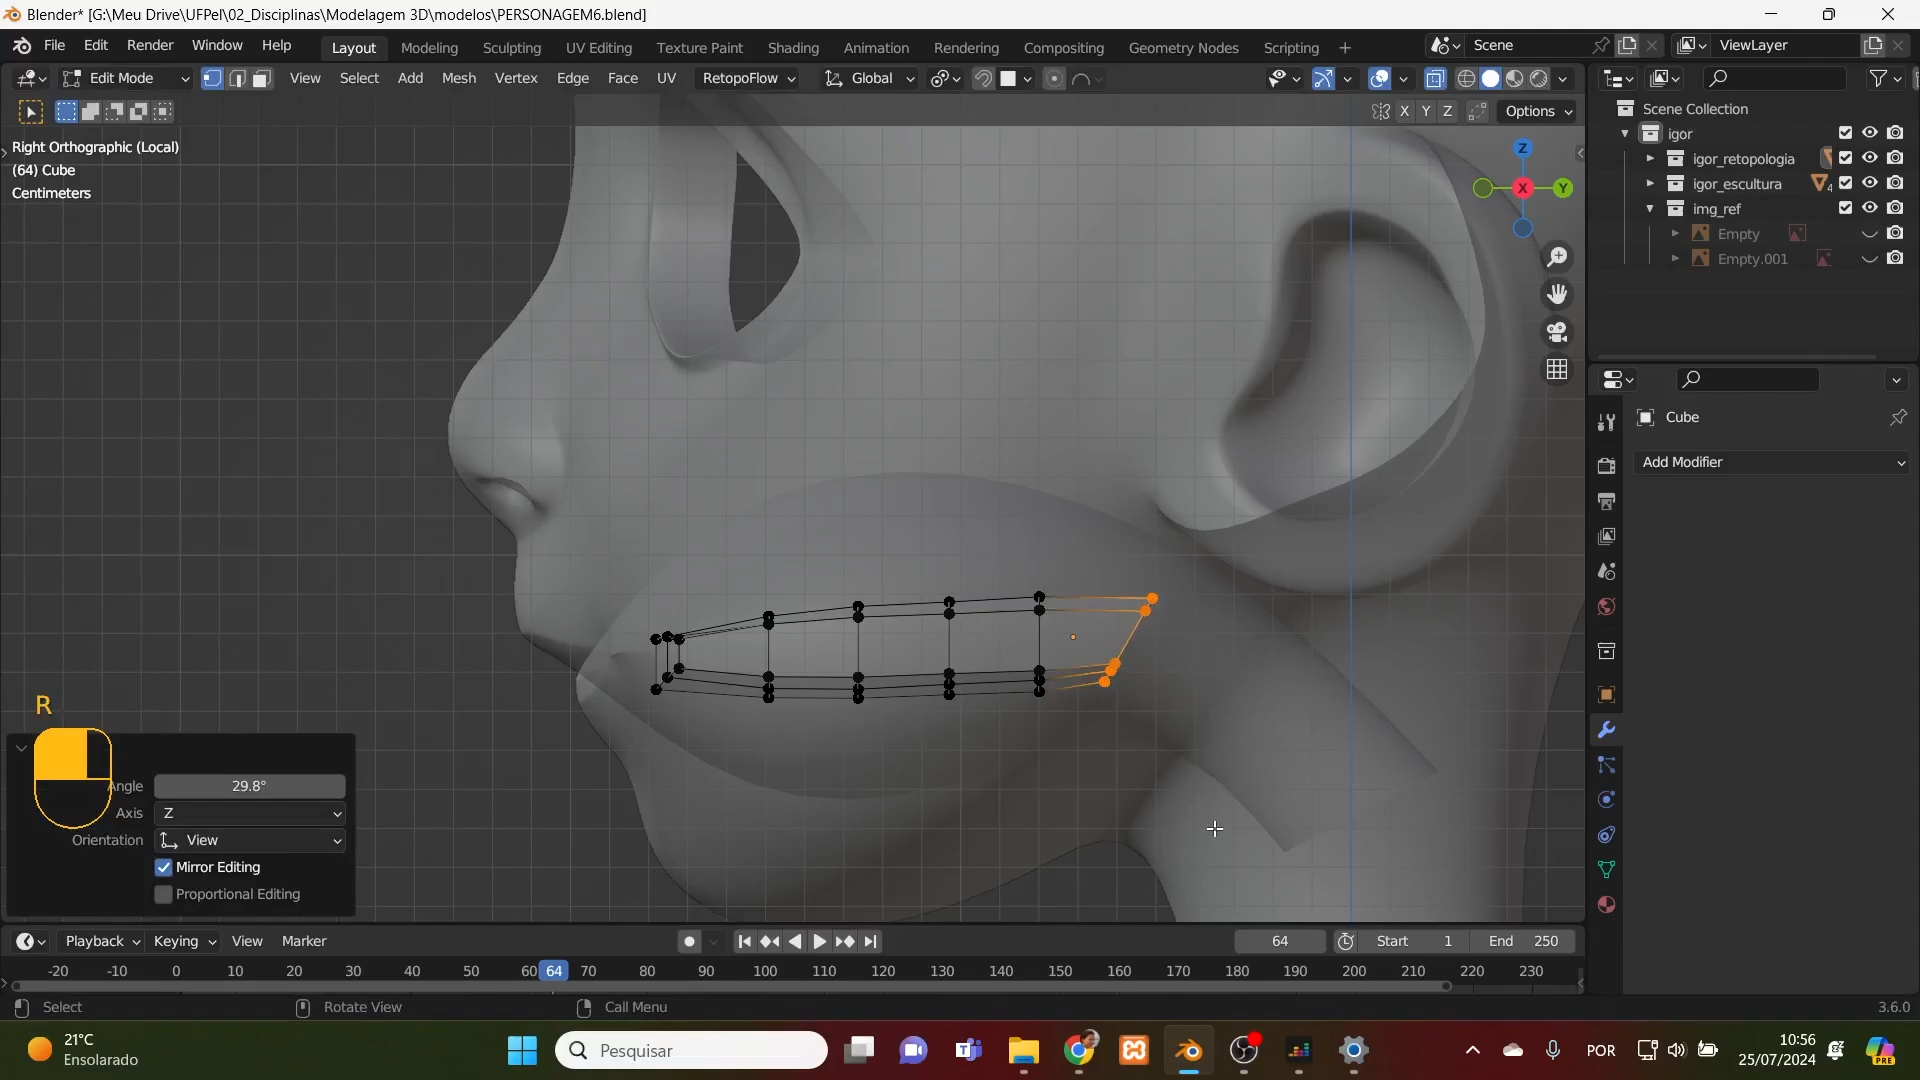 Blender* [G:\Meu Drive\UFPel\02_Disciplinas\Modelagem 3D\modelos\PERSONAGEM6.blend]
File Edit Render Window Help Layout Modeling Sculpting UV Editing Texture Paint Shading Animation Rendering Compositing Geometry Nodes Scripting + Scene ViewLayer
Edit Mode View Select Add Mesh Vertex Edge Face UV RetopoFlow Global
X Y Z Options
Right Orthographic (Local)
(64) Cube
Centimeters
Z
X
Y
Scene Collection
igor
igor_retopologia
igor_escultura
img_ref
Empty
Empty.001
Cube
Add Modifier
R
Angle 29.8°
Axis Z
Orientation View
Mirror Editing
Proportional Editing
Playback Keying View Marker 64 Start 1 End 250
-20 -10 0 10 20 30 40 50 60 64 70 80 90 100 110 120 130 140 150 160 170 180 190 200 210 220 230
Select Rotate View Call Menu 3.6.0
21°C
Ensolarado
Pesquisar
POR
10:56
25/07/2024
PRE